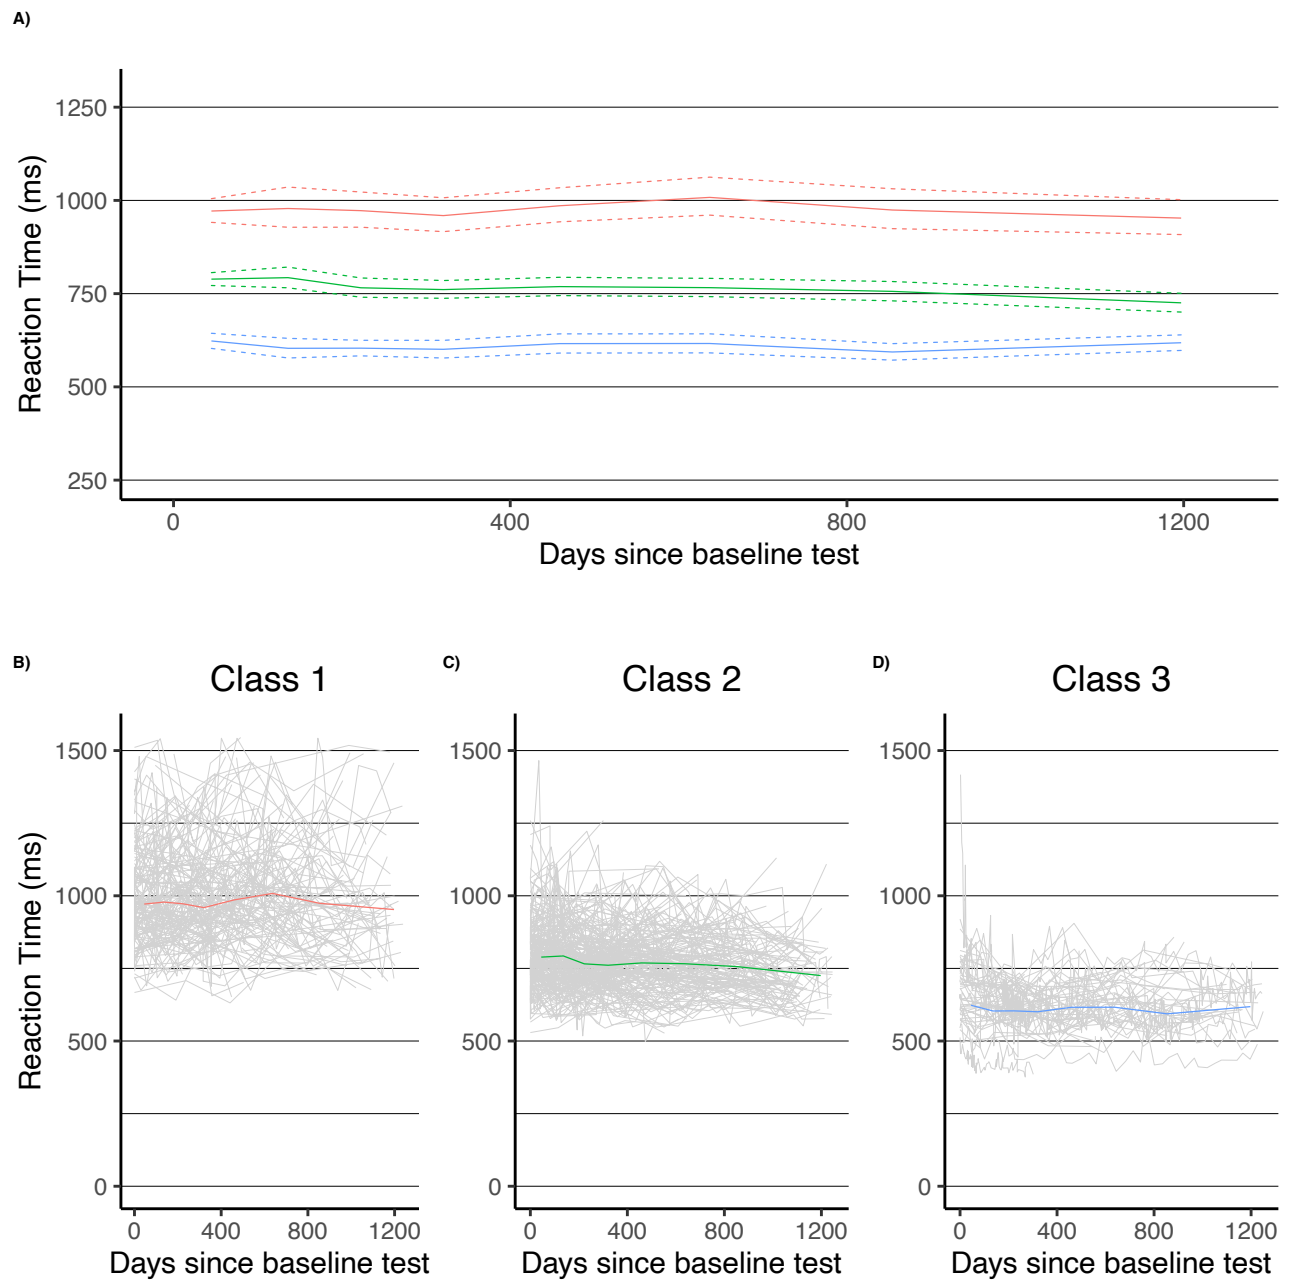 A)
1250
1000
750
500
250
Reaction Time (ms)
0 400 800 1200
Days since baseline test
B) Class 1
1500
1000
500
0
Reaction Time (ms)
0 400 800 1200
Days since baseline test
C) Class 2
1500
1000
500
0
0 400 800 1200
Days since baseline test
D) Class 3
1500
1000
500
0
0 400 800 1200
Days since baseline test